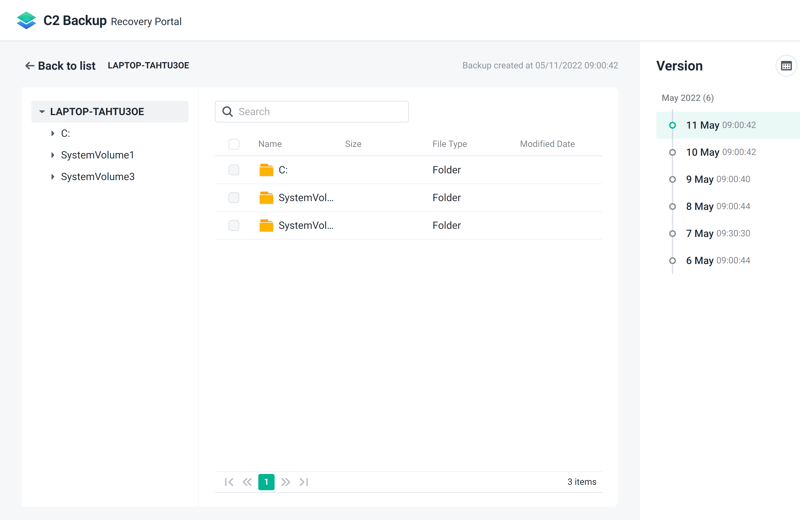 C2 Backup Recovery Portal
Back to list LAPTOP-TAHTU3OE
Backup created at 05/11/2022 09:00:42
LAPTOP-TAHTU3OE
C:
SystemVolume1
SystemVolume3
Search
Name Size File Type Modified Date
C: Folder
SystemVol... Folder
SystemVol... Folder
1
3 items
Version
May 2022 (6)
11 May 09:00:42
10 May 09:00:42
9 May 09:00:40
8 May 09:00:44
7 May 09:30:30
6 May 09:00:44